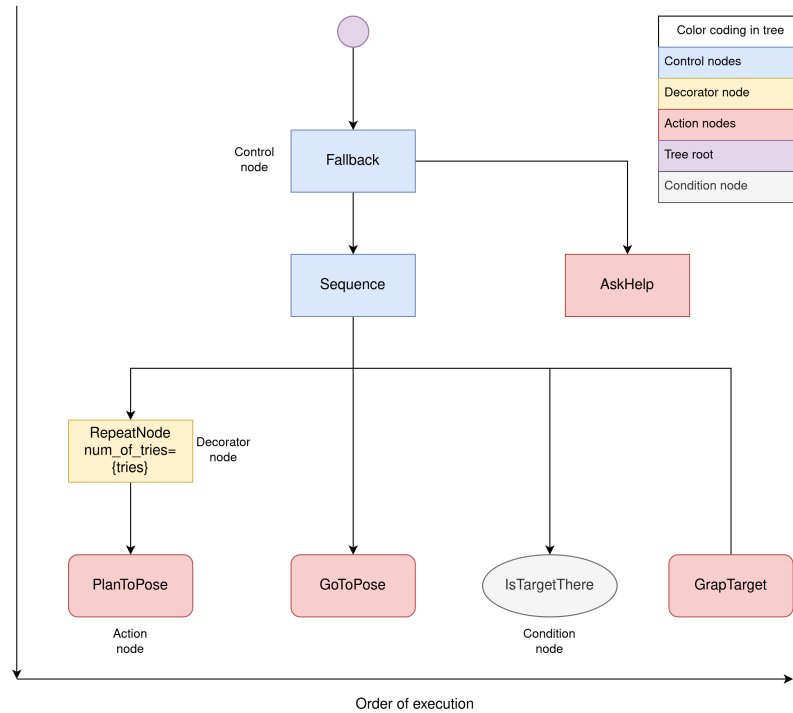 Color coding in tree
Control nodes
Decorator node
Action nodes
Tree root
Condition node
Control
node
Fallback
Sequence
AskHelp
RepeatNode
num_of_tries=
{tries}
Decorator
node
PlanToPose
GoToPose
IsTargetThere
GrapTarget
Action
node
Condition
node
Order of execution